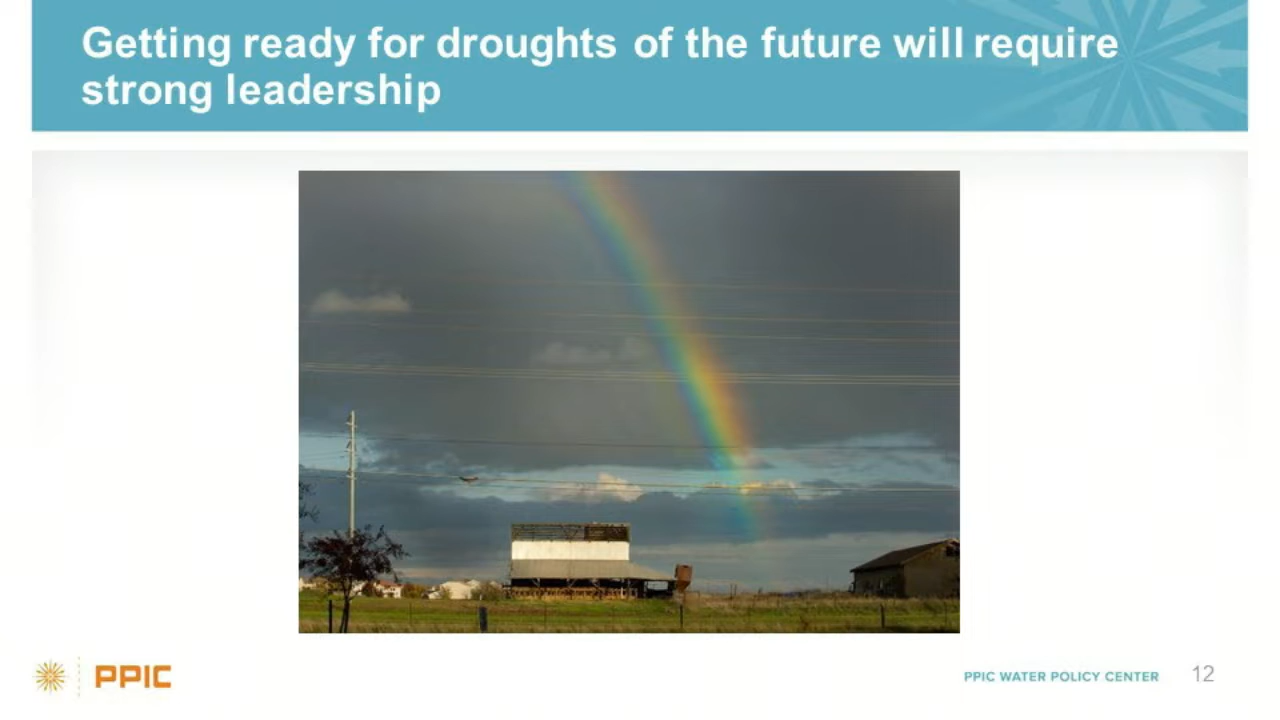 Getting ready for droughts of the future will require
strong leadership
PPIC
PPIC WATER POLICY CENTER
12